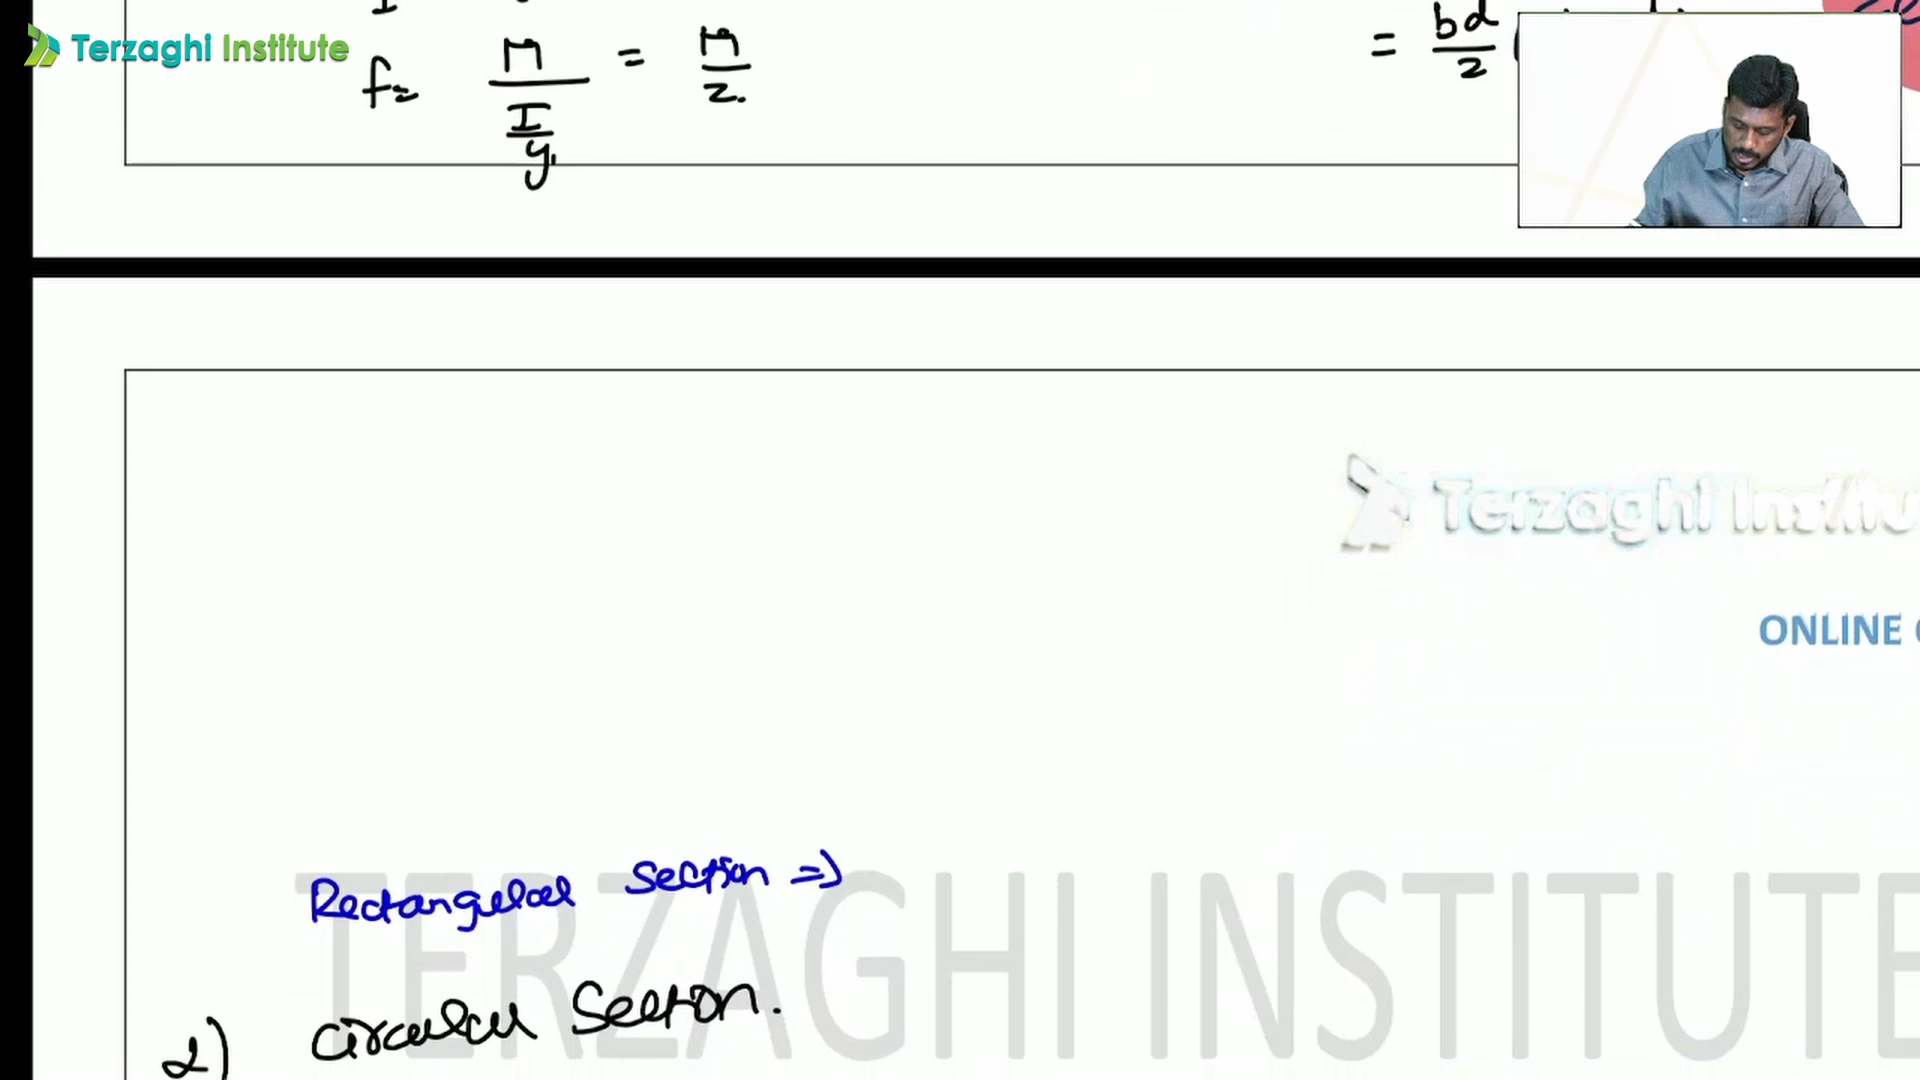 Terzaghi Institute
f= M / (I / y) = M / Z.
= bd / 2
Terzaghi Institu
ONLINE
Rectangular Section =>
TERZAGHI INSTITUTE
2) Circular Section.